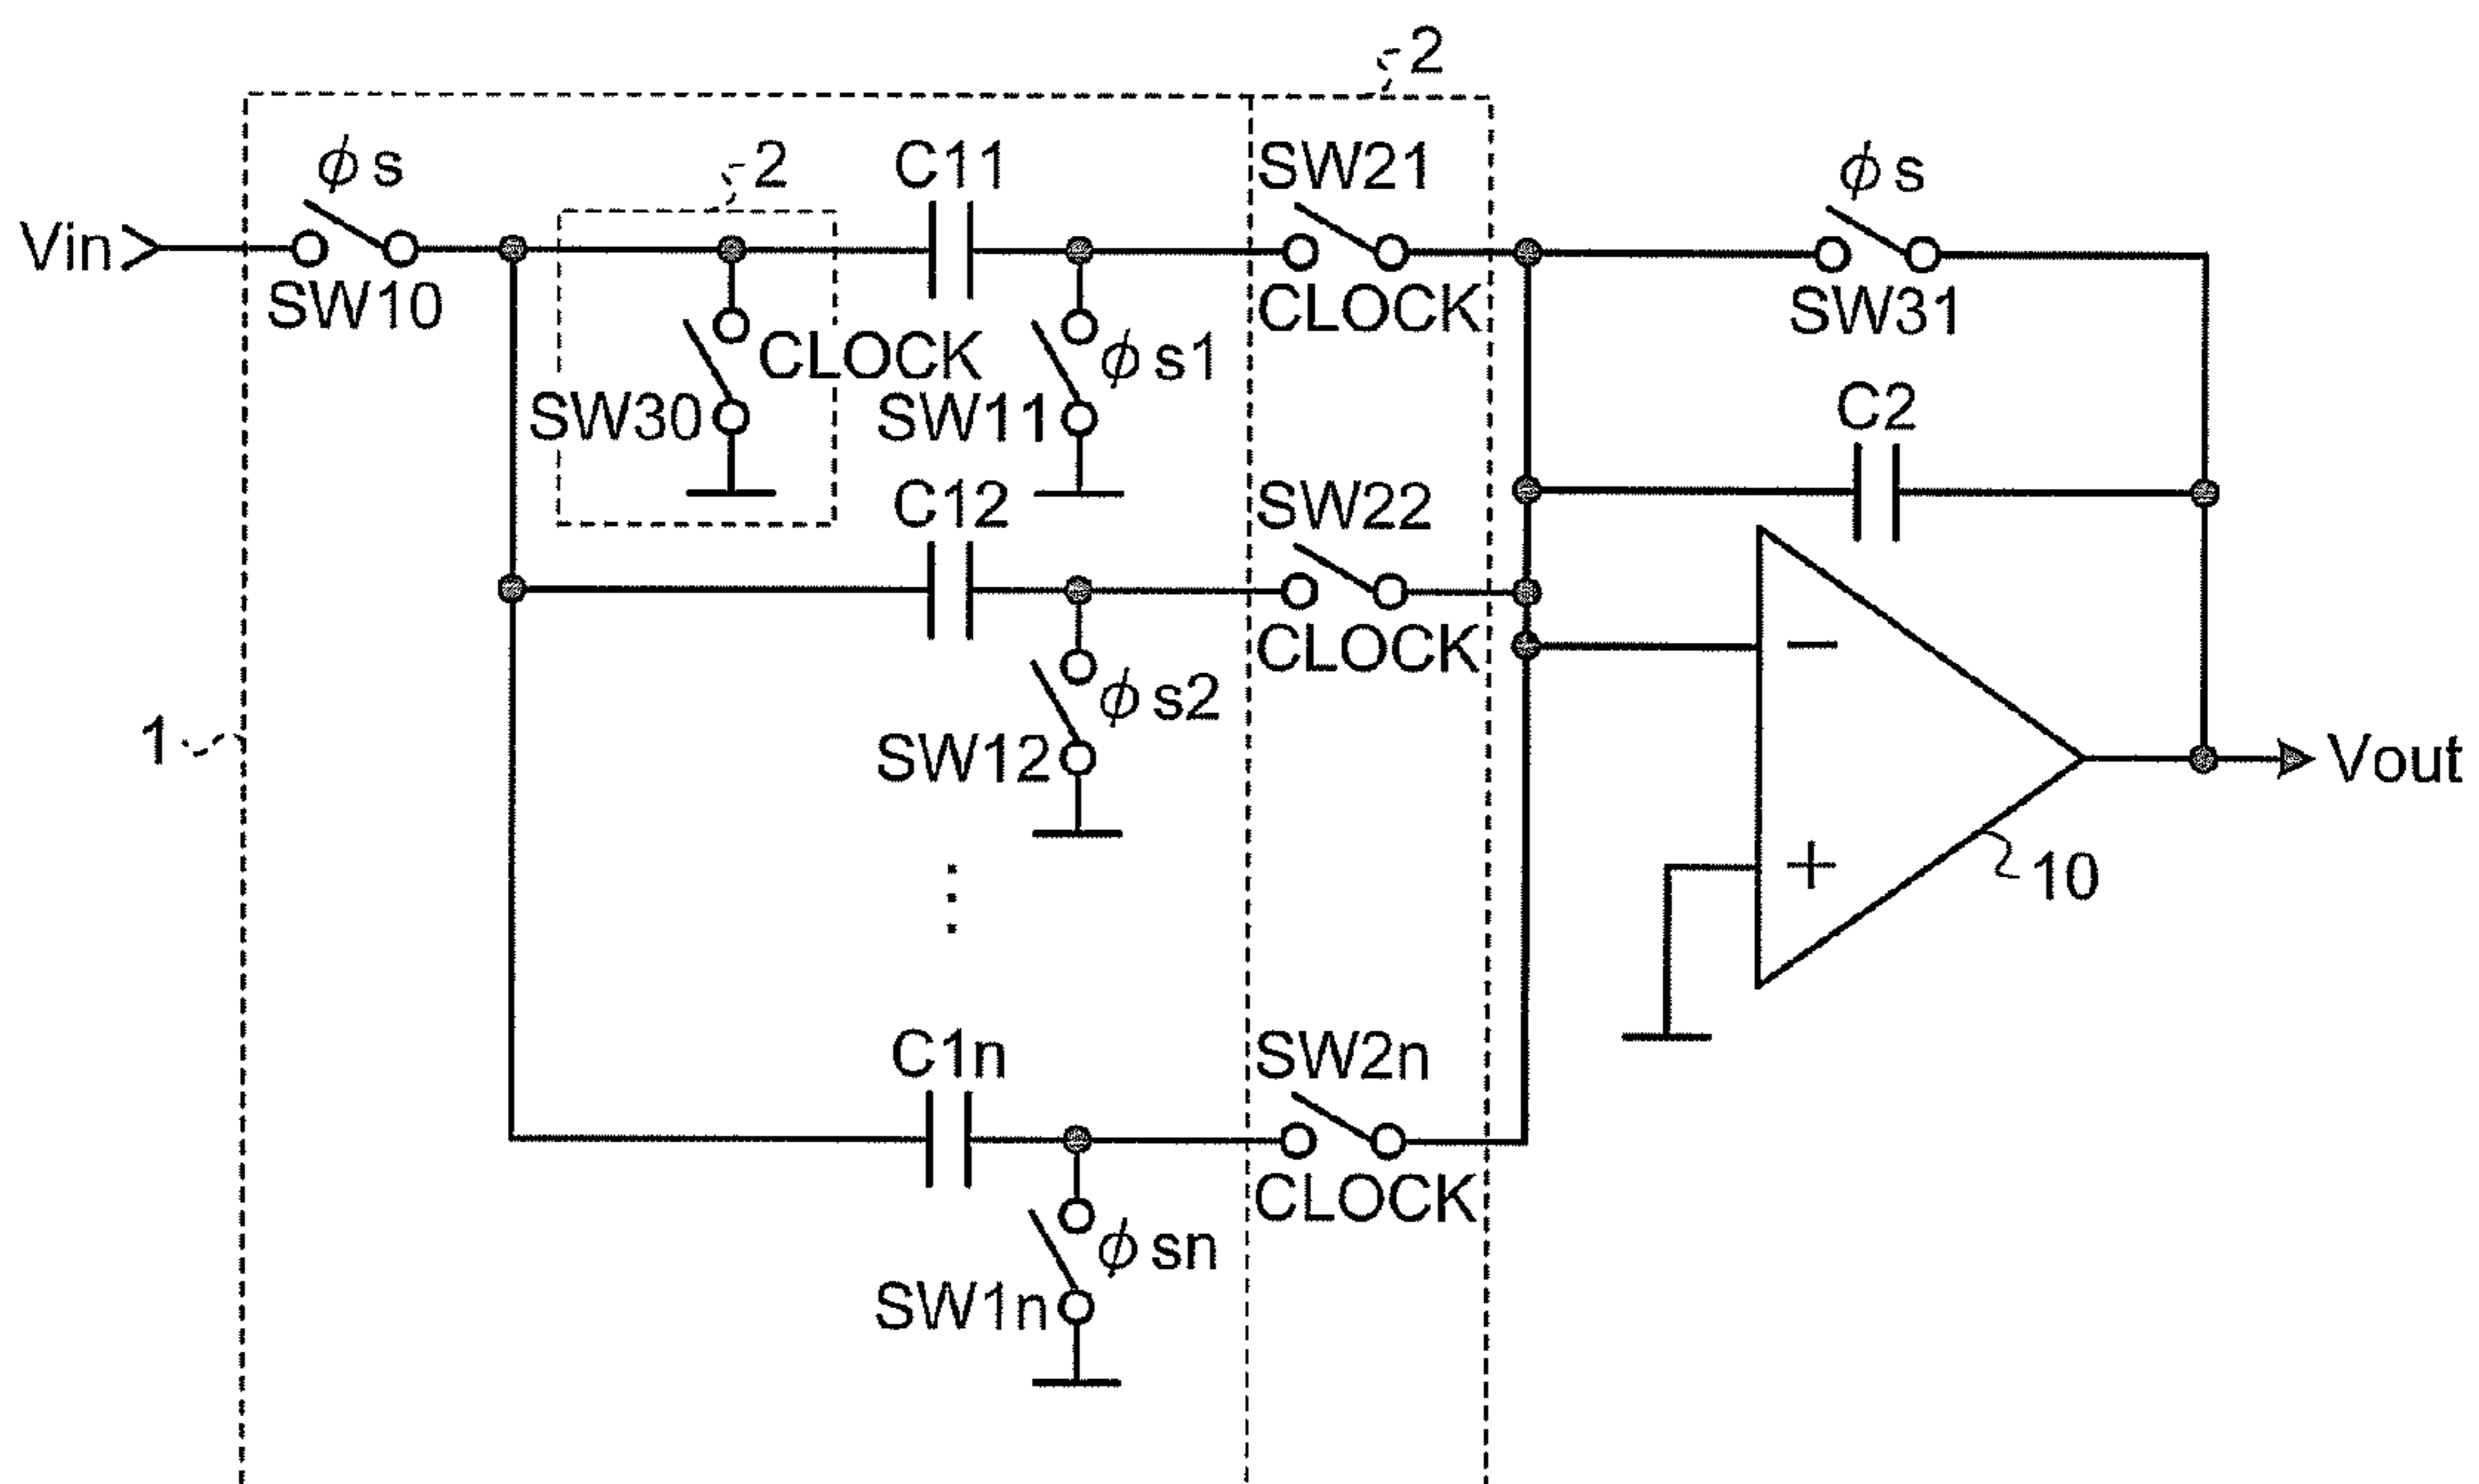 2
ϕs
2
C11
SW21
ϕs
Vin
SW10
CLOCK
SW31
CLOCK
ϕs1
SW30
SW11
C2
C12
SW22
CLOCK
ϕs2
1
SW12
Vout
−
+
10
C1n
SW2n
CLOCK
ϕsn
SW1n